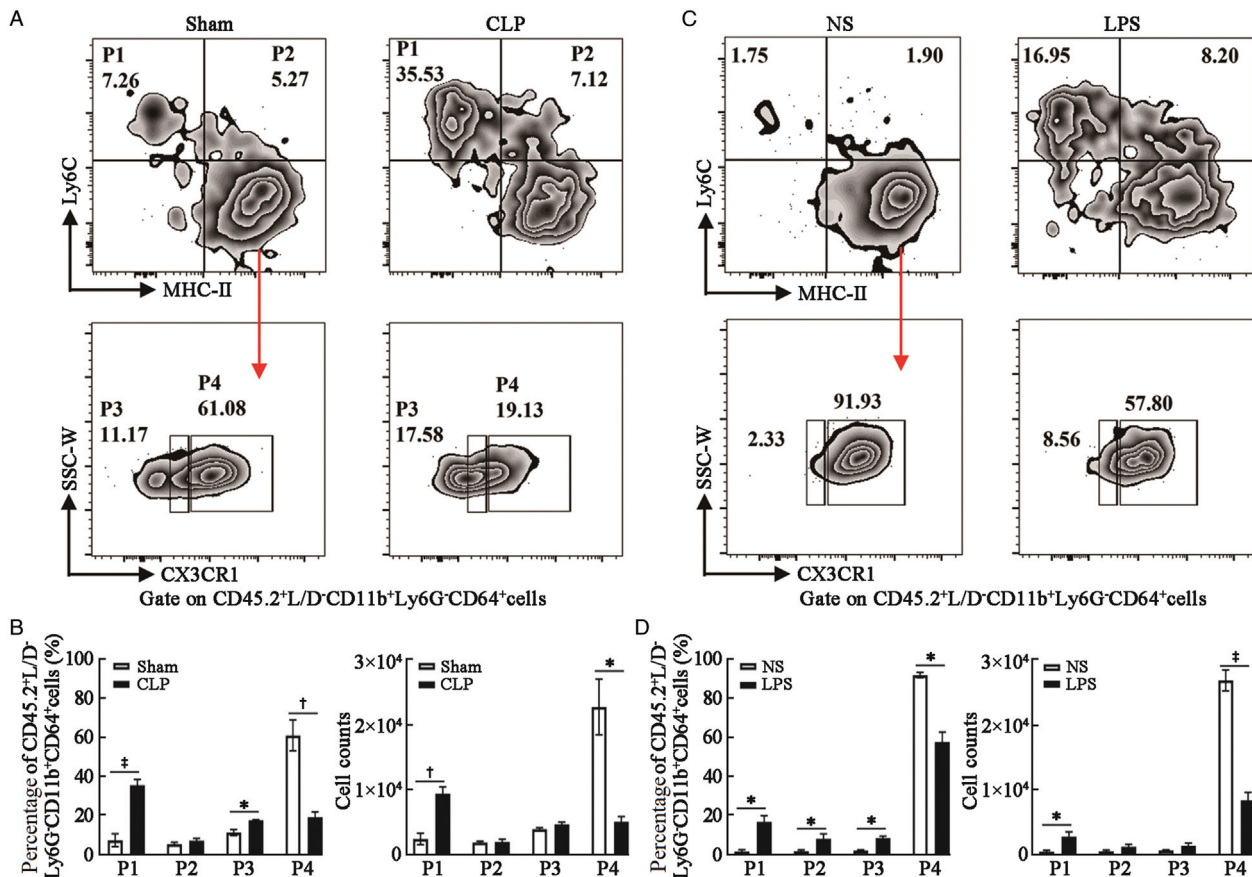 A
Sham
CLP
P1
7.26
P2
5.27
P1
35.53
P2
7.12
Ly6C
MHC-II
P3
11.17
P4
61.08
P3
17.58
P4
19.13
SSC-W
CX3CR1
Gate on CD45.2⁺L/D⁻CD11b⁺Ly6G⁻CD64⁺cells
C
NS
LPS
1.75
1.90
16.95
8.20
Ly6C
MHC-II
2.33
91.93
8.56
57.80
SSC-W
CX3CR1
Gate on CD45.2⁺L/D⁻CD11b⁺Ly6G⁻CD64⁺cells
B
Percentage of CD45.2⁺L/D⁻
Ly6G⁻CD11b⁺CD64⁺cells (%)
100
80
60
40
20
0
Sham
CLP
‡
*
†
P1 P2 P3 P4
Cell counts
3×10⁴
2×10⁴
1×10⁴
0
Sham
CLP
†
*
P1 P2 P3 P4
D
Percentage of CD45.2⁺L/D⁻
Ly6G⁻CD11b⁺CD64⁺cells (%)
100
80
60
40
20
0
NS
LPS
*
*
*
*
P1 P2 P3 P4
Cell counts
3×10⁴
2×10⁴
1×10⁴
0
NS
LPS
*
‡
P1 P2 P3 P4